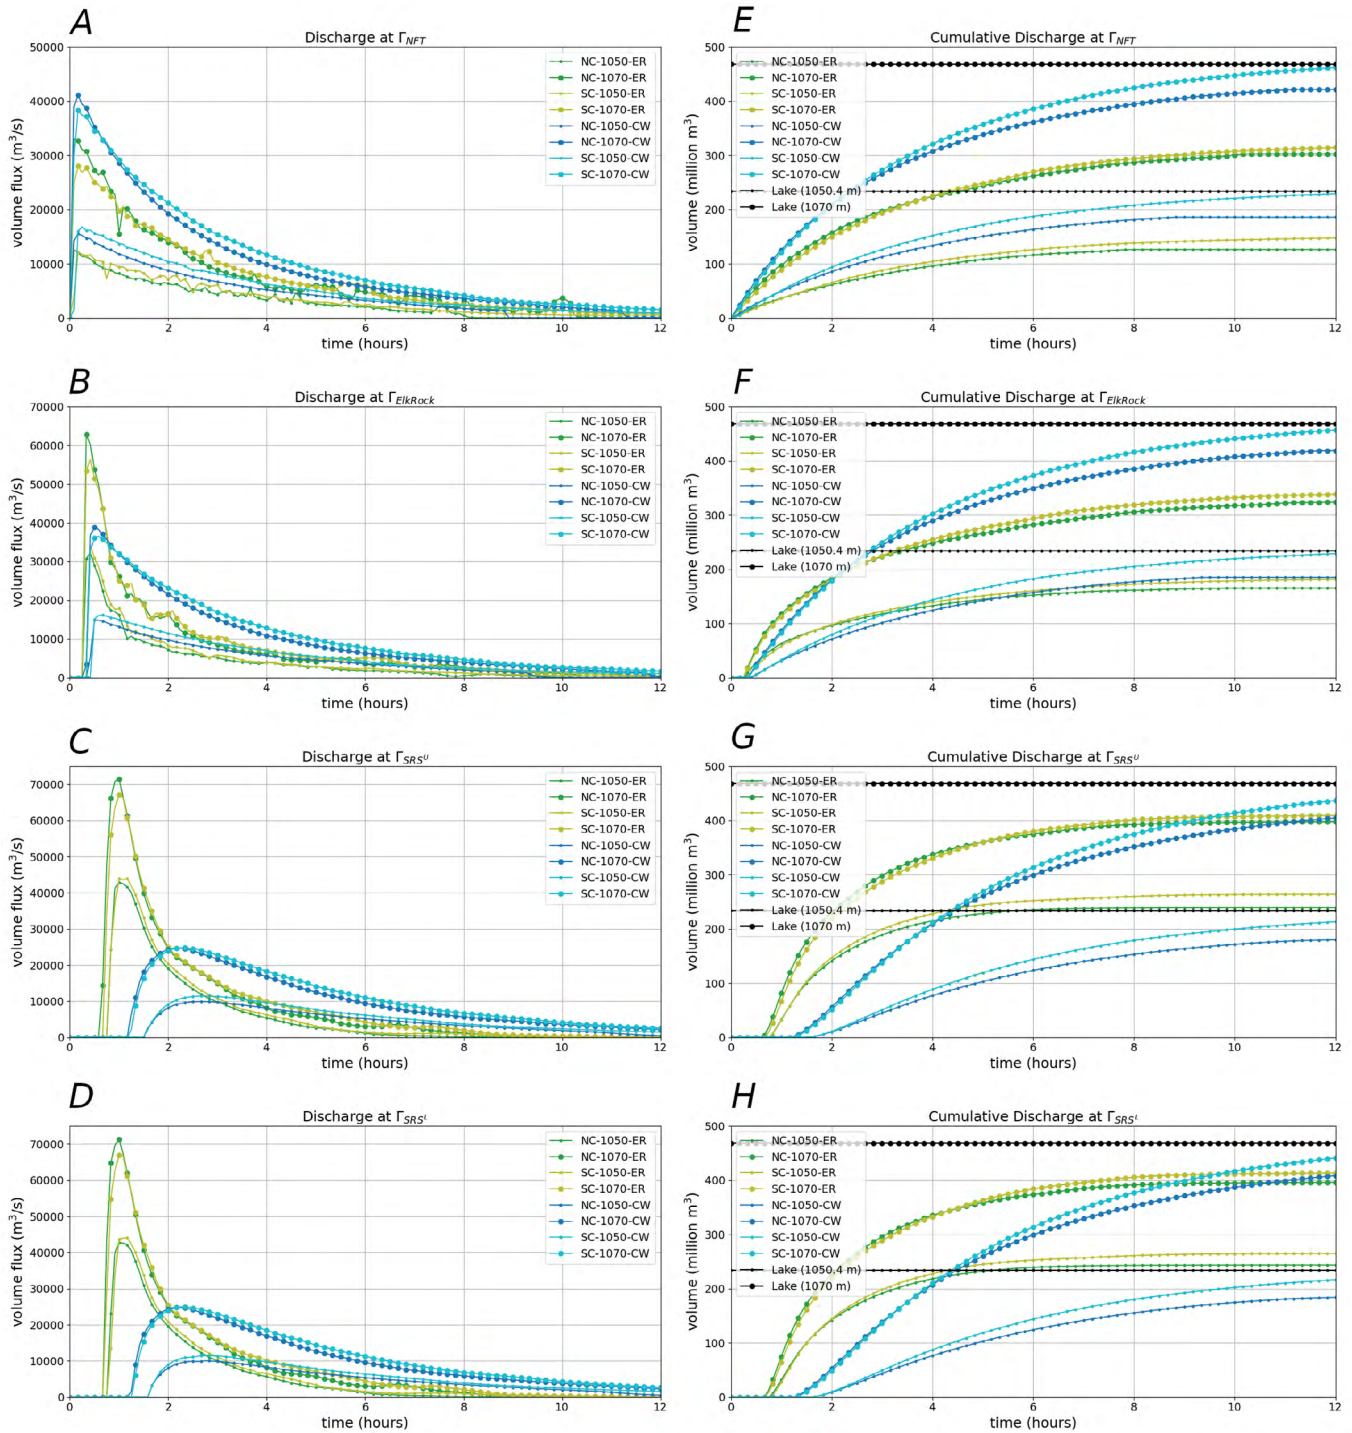 A
Discharge at Γ_NFT
volume flux (m³/s)
50000
40000
30000
20000
10000
0
0 2 4 6 8 10 12
time (hours)
NC-1050-ER
NC-1070-ER
SC-1050-ER
SC-1070-ER
NC-1050-CW
NC-1070-CW
SC-1050-CW
SC-1070-CW
E
Cumulative Discharge at Γ_NFT
volume (million m³)
500
400
300
200
100
0
0 2 4 6 8 10 12
time (hours)
NC-1050-ER
NC-1070-ER
SC-1050-ER
SC-1070-ER
NC-1050-CW
NC-1070-CW
SC-1050-CW
SC-1070-CW
Lake (1050.4 m)
Lake (1070 m)
B
Discharge at Γ_ElkRock
volume flux (m³/s)
70000
60000
50000
40000
30000
20000
10000
0
0 2 4 6 8 10 12
time (hours)
NC-1050-ER
NC-1070-ER
SC-1050-ER
SC-1070-ER
NC-1050-CW
NC-1070-CW
SC-1050-CW
SC-1070-CW
F
Cumulative Discharge at Γ_ElkRock
volume (million m³)
500
400
300
200
100
0
0 2 4 6 8 10 12
time (hours)
NC-1050-ER
NC-1070-ER
SC-1050-ER
SC-1070-ER
NC-1050-CW
NC-1070-CW
SC-1050-CW
SC-1070-CW
Lake (1050.4 m)
Lake (1070 m)
C
Discharge at Γ_SRS^U
volume flux (m³/s)
70000
60000
50000
40000
30000
20000
10000
0
0 2 4 6 8 10 12
time (hours)
NC-1050-ER
NC-1070-ER
SC-1050-ER
SC-1070-ER
NC-1050-CW
NC-1070-CW
SC-1050-CW
SC-1070-CW
G
Cumulative Discharge at Γ_SRS^U
volume (million m³)
500
400
300
200
100
0
0 2 4 6 8 10 12
time (hours)
NC-1050-ER
NC-1070-ER
SC-1050-ER
SC-1070-ER
NC-1050-CW
NC-1070-CW
SC-1050-CW
SC-1070-CW
Lake (1050.4 m)
Lake (1070 m)
D
Discharge at Γ_SRS^L
volume flux (m³/s)
70000
60000
50000
40000
30000
20000
10000
0
0 2 4 6 8 10 12
time (hours)
NC-1050-ER
NC-1070-ER
SC-1050-ER
SC-1070-ER
NC-1050-CW
NC-1070-CW
SC-1050-CW
SC-1070-CW
H
Cumulative Discharge at Γ_SRS^L
volume (million m³)
500
400
300
200
100
0
0 2 4 6 8 10 12
time (hours)
NC-1050-ER
NC-1070-ER
SC-1050-ER
SC-1070-ER
NC-1050-CW
NC-1070-CW
SC-1050-CW
SC-1070-CW
Lake (1050.4 m)
Lake (1070 m)